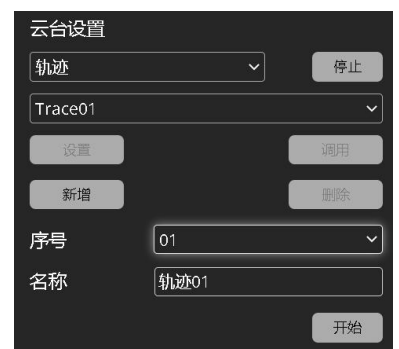 云台设置
轨迹 停止
Trace01
设置 调用
新增 删除
序号 01
名称 轨迹01
开始